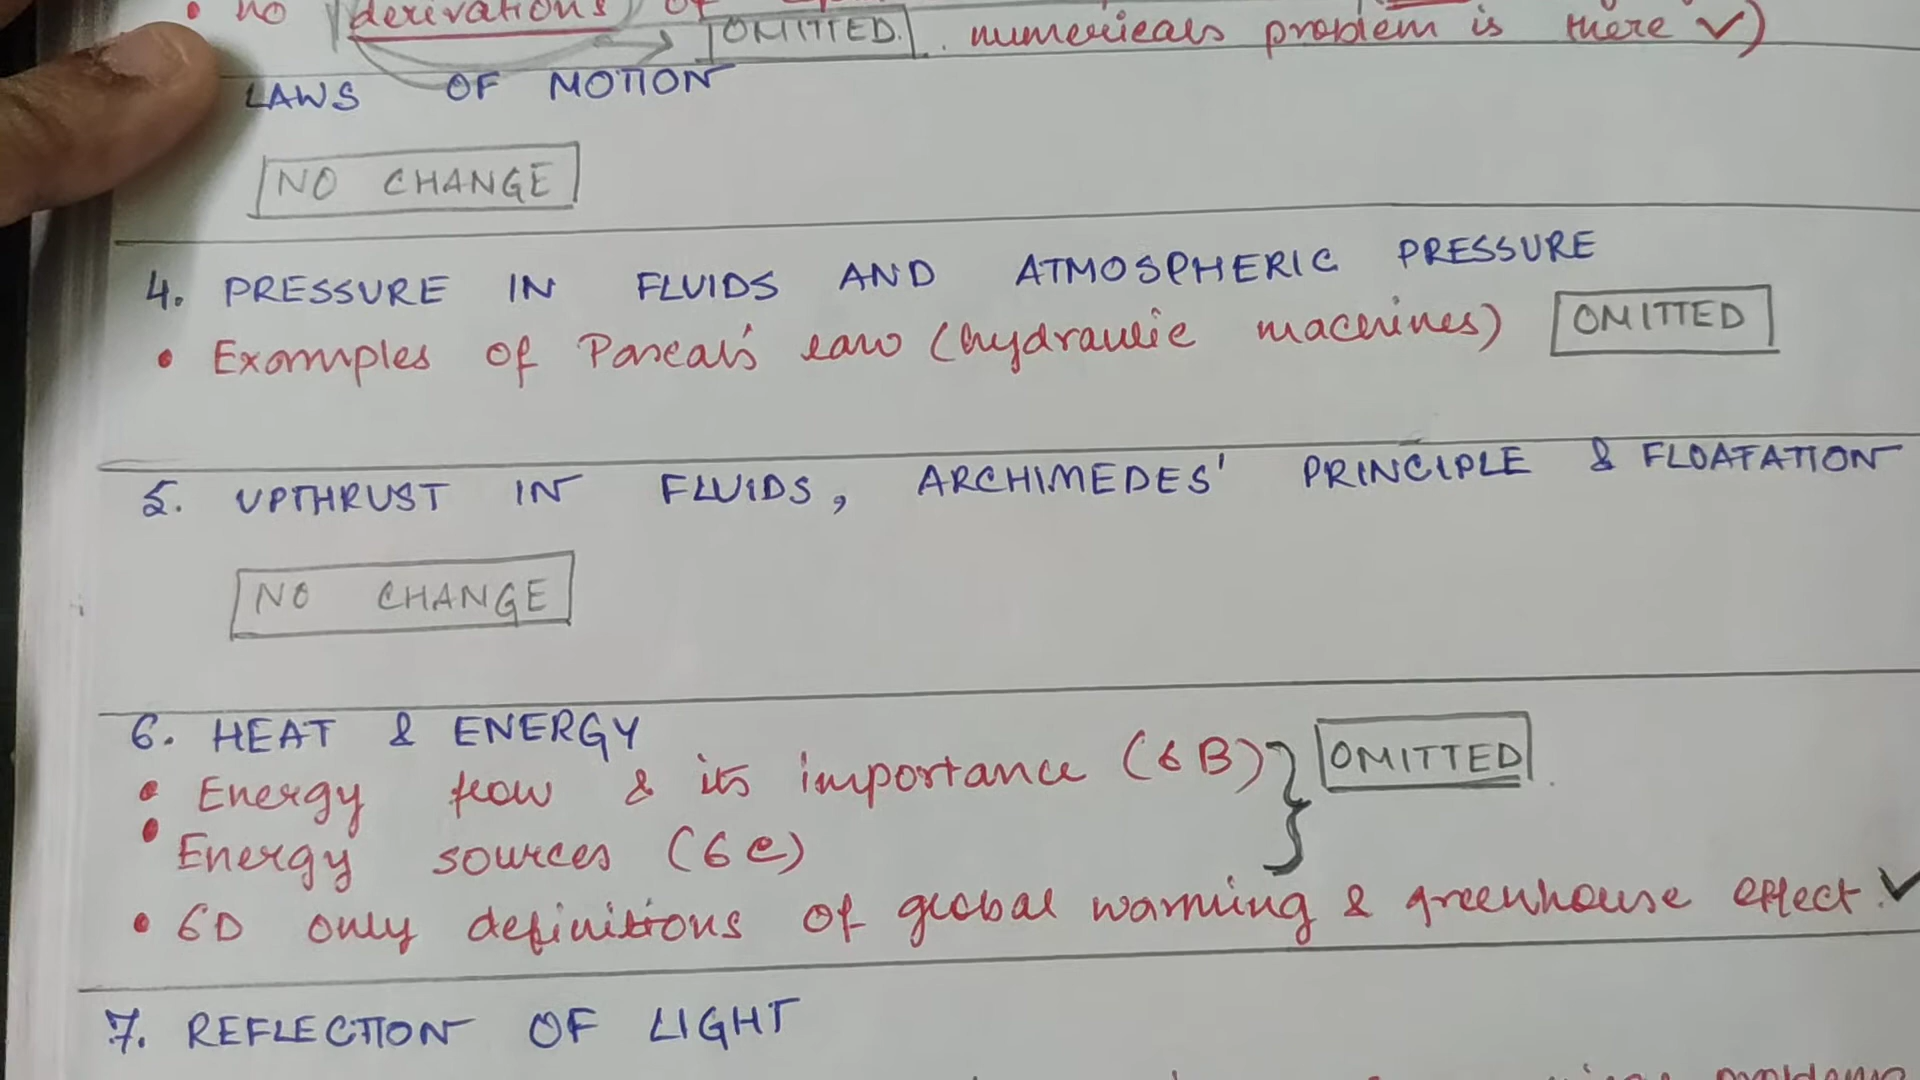 • no derivations of
OMITTED. numericals problem is there ✓)
LAWS OF MOTION
NO CHANGE
4. PRESSURE IN FLUIDS AND ATMOSPHERIC PRESSURE
• Examples of Pascal's law (hydraulic machines) OMITTED
5. UPTHRUST IN FLUIDS, ARCHIMEDES' PRINCIPLE & FLOATATION
NO CHANGE
6. HEAT & ENERGY
• Energy flow & its importance (6B) } OMITTED
• Energy sources (6C)
• 6D only definitions of global warming & greenhouse effect. ✓
7. REFLECTION OF LIGHT